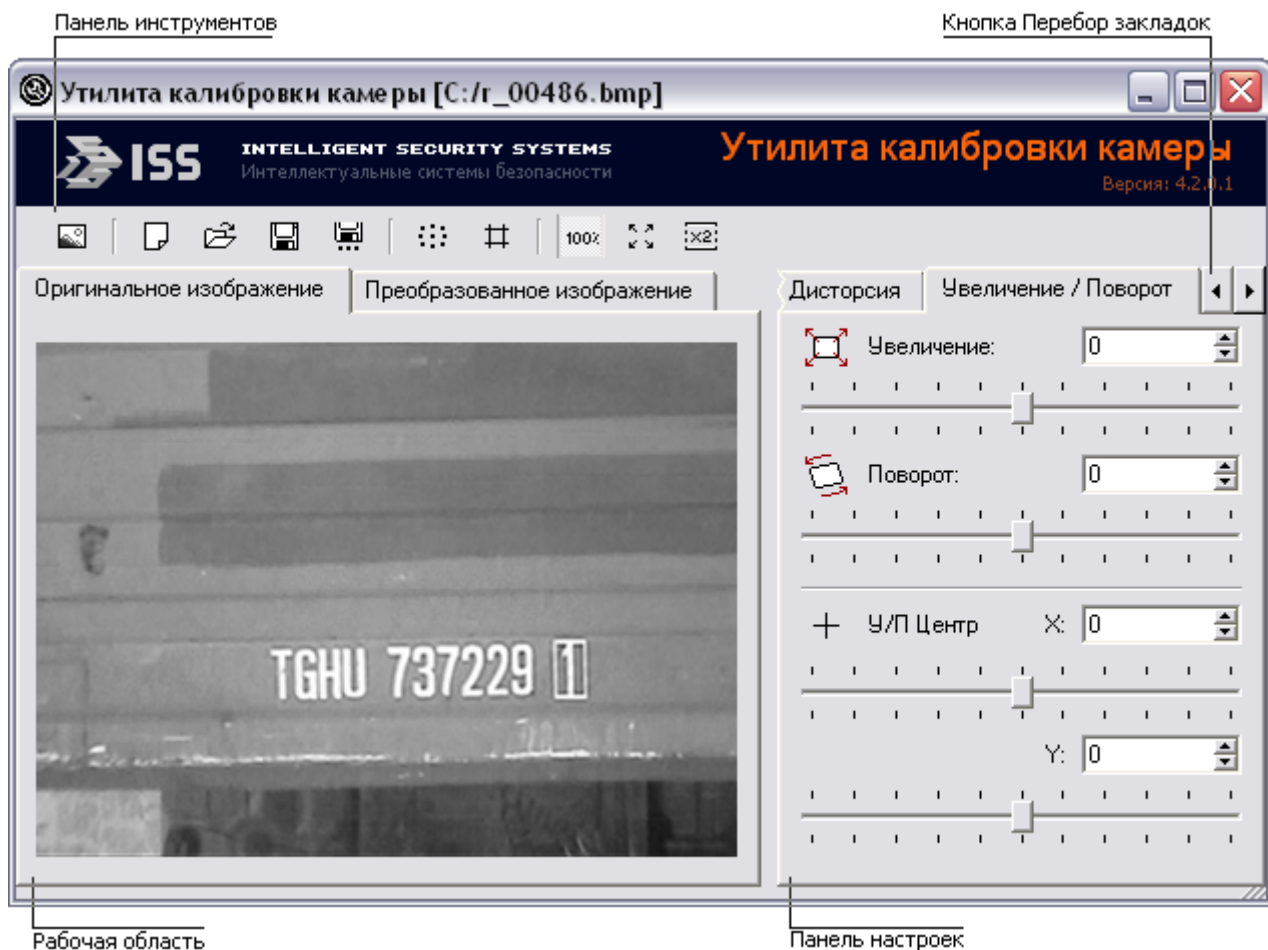 Панель инструментов
Кнопка Перебор закладок
Утилита калибровки камеры [C:/r_00486.bmp]
ISS
INTELLIGENT SECURITY SYSTEMS
Интеллектуальные системы безопасности
Утилита калибровки камеры
Версия: 4.2.0.1
100% x2
Оригинальное изображение
Преобразованное изображение
Дисторсия
Увеличение / Поворот
Увеличение: 0
Поворот: 0
У/П Центр X: 0
Y: 0
TGHU 737229 1
Рабочая область
Панель настроек